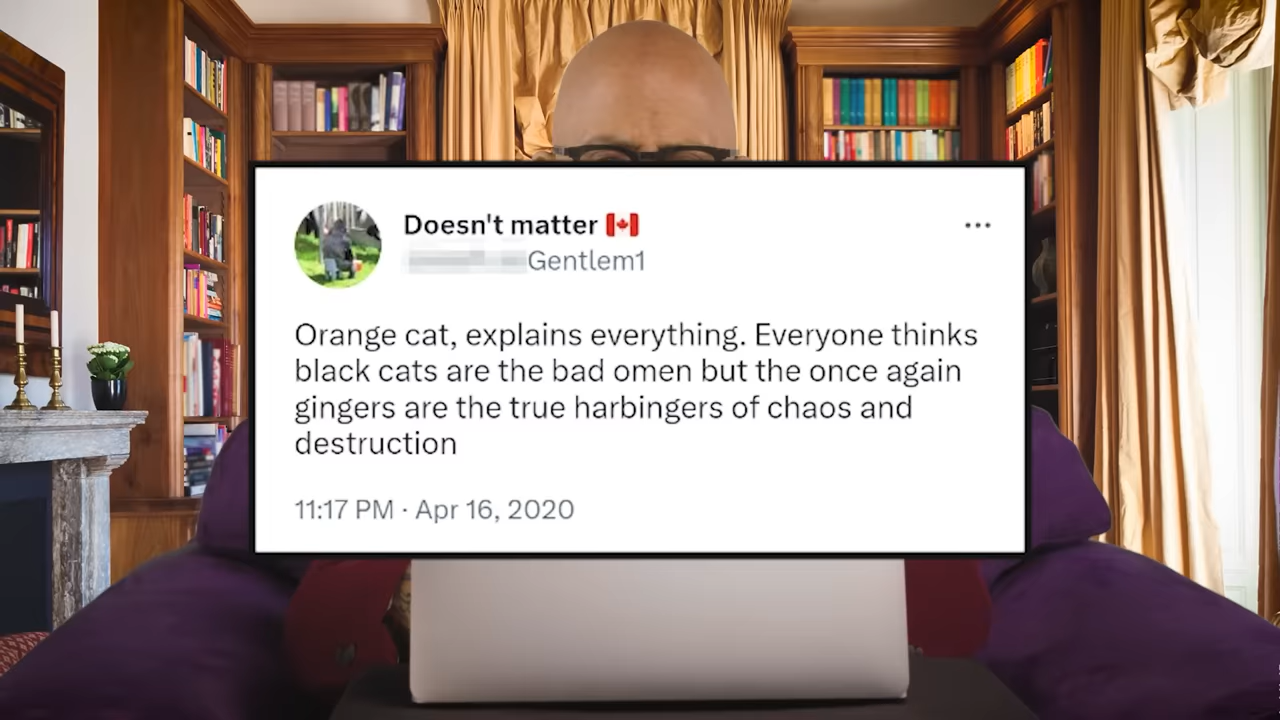 Doesn't matter 🇨🇦
Gentlem1
Orange cat, explains everything. Everyone thinks
black cats are the bad omen but the once again
gingers are the true harbingers of chaos and
destruction
11:17 PM · Apr 16, 2020